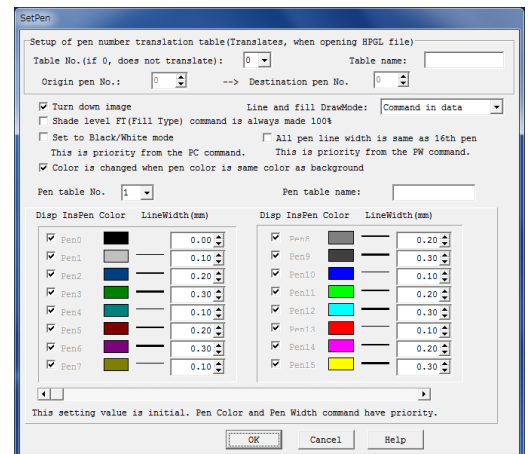 SetPen
Setup of pen number translation table(Translates, when opening HPGL file)
Table No.(if 0, does not translate): 0 Table name:
Origin pen No.: 0 --> Destination pen No. 0
Turn down image Line and fill DrawMode: Command in data
Shade level FT(Fill Type) command is always made 100%
Set to Black/White mode All pen line width is same as 16th pen
This is priority from the PC command. This is priority from the PW command.
Color is changed when pen color is same color as background
Pen table No. 1 Pen table name:
Disp InsPen Color LineWidth(mm) Disp InsPen Color LineWidth(mm)
Pen0 0.00 Pen8 0.20
Pen1 0.10 Pen9 0.30
Pen2 0.20 Pen10 0.10
Pen3 0.30 Pen11 0.20
Pen4 0.10 Pen12 0.30
Pen5 0.20 Pen13 0.10
Pen6 0.30 Pen14 0.20
Pen7 0.10 Pen15 0.30
This setting value is initial. Pen Color and Pen Width command have priority.
OK Cancel Help